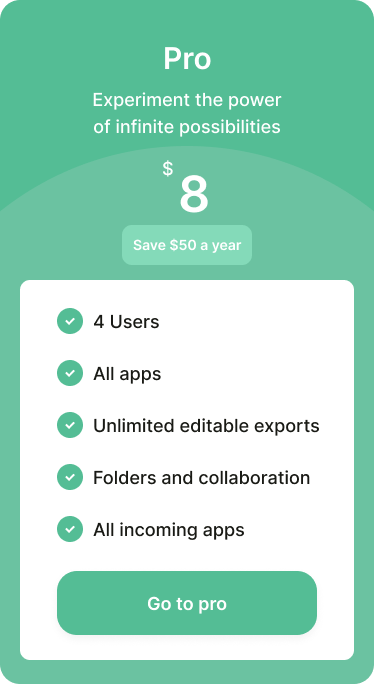 Pro
Experiment the power
of infinite possibilities
$
8
Save $50 a year
4 Users
All apps
Unlimited editable exports
Folders and collaboration
All incoming apps
Go to pro